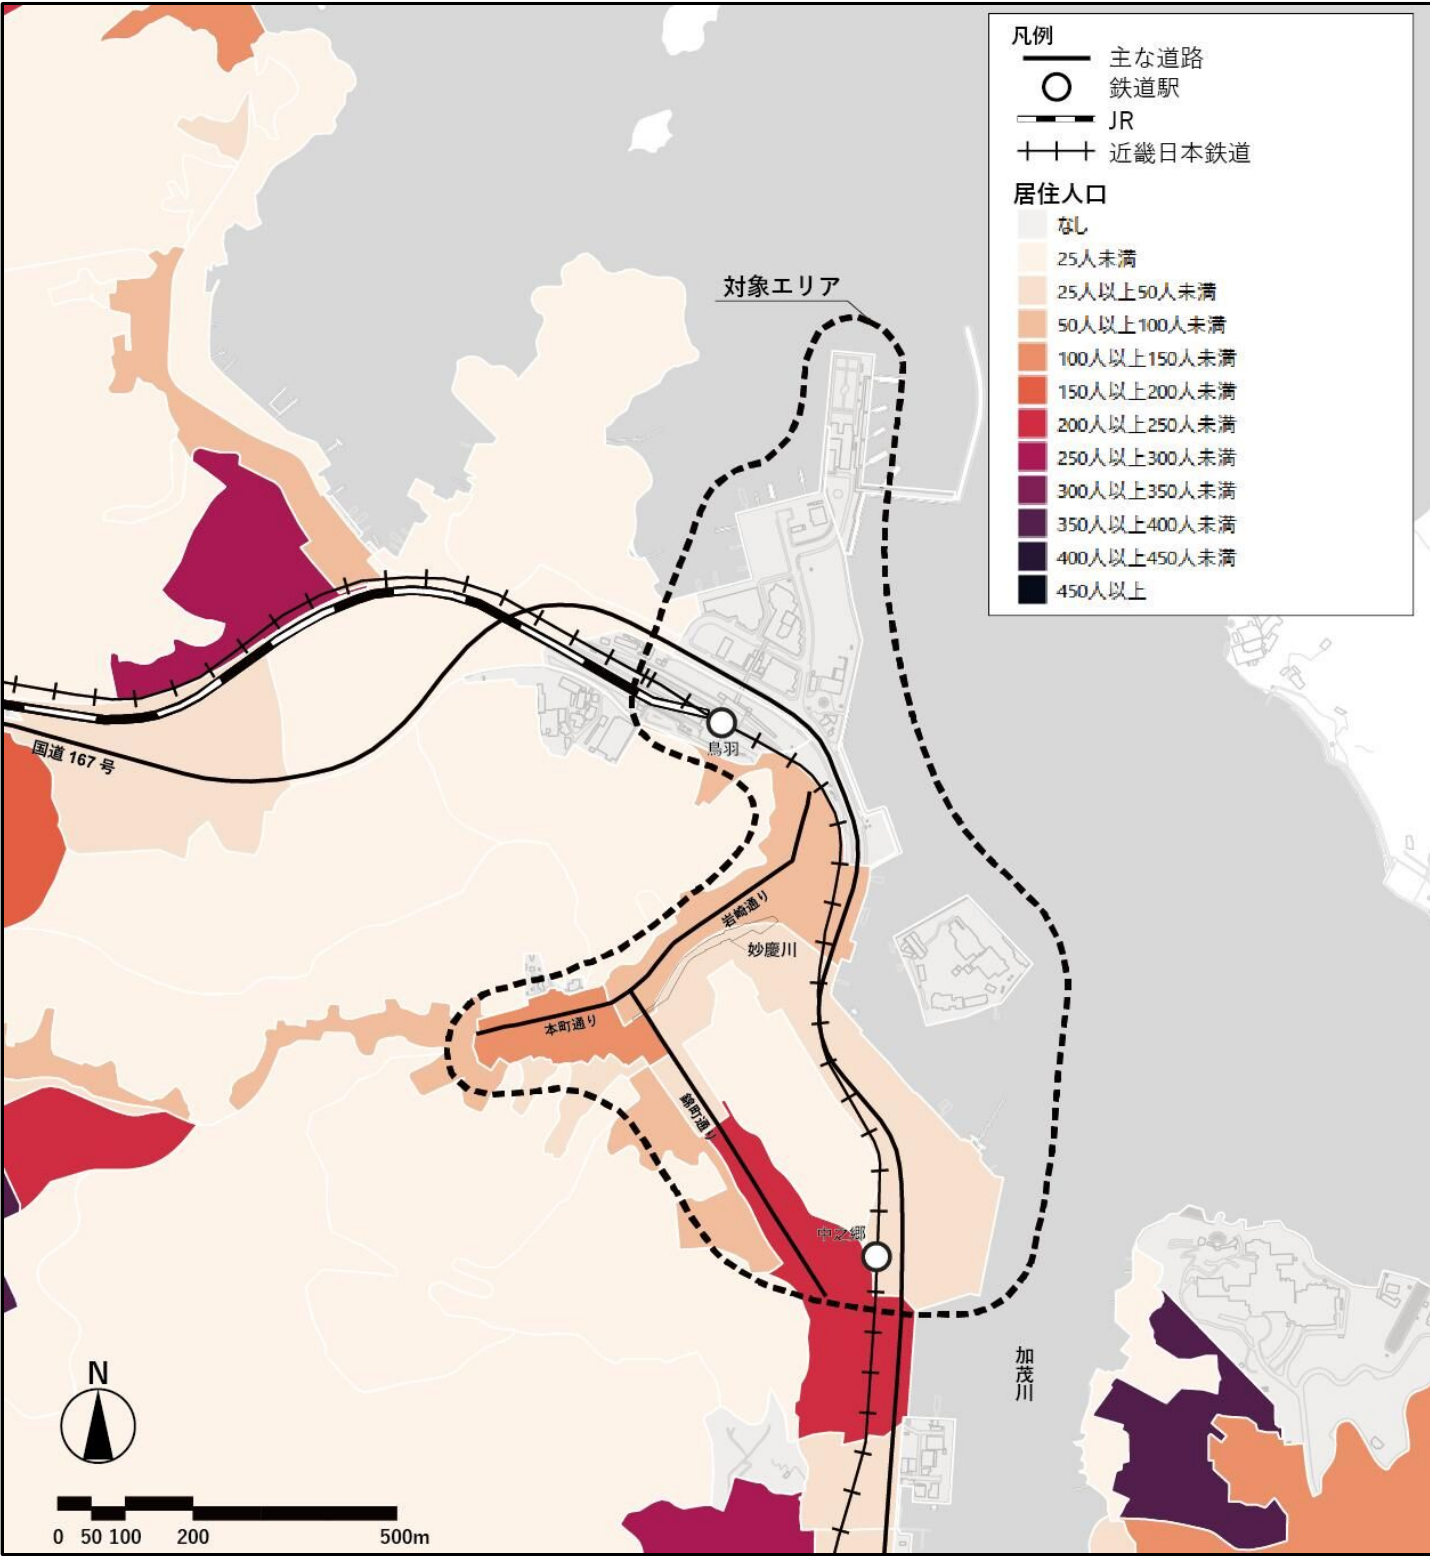 凡例
主な道路
鉄道駅
JR
近畿日本鉄道
居住人口
なし
25人未満
25人以上50人未満
50人以上100人未満
100人以上150人未満
150人以上200人未満
200人以上250人未満
250人以上300人未満
300人以上350人未満
350人以上400人未満
400人以上450人未満
450人以上
対象エリア
鳥羽
国道 167 号
岩崎通り
妙慶川
本町通り
錦町通り
中之郷
加茂川
N
0 50 100 200 500m